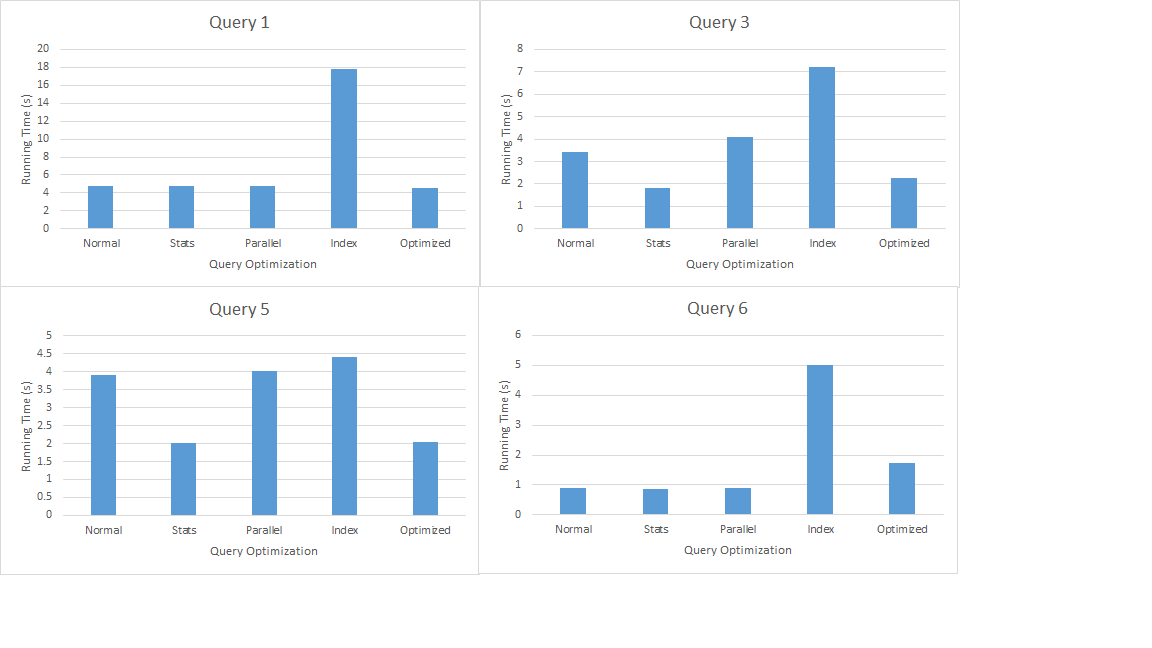 Query 1
20
18
16
14
12
10
8
6
4
2
0
Running Time (s)
Normal Stats Parallel Index Optimized
Query Optimization
Query 3
8
7
6
5
4
3
2
1
0
Running Time (s)
Normal Stats Parallel Index Optimized
Query Optimization
Query 5
5
4.5
4
3.5
3
2.5
2
1.5
1
0.5
0
Running Time (s)
Normal Stats Parallel Index Optimized
Query Optimization
Query 6
6
5
4
3
2
1
0
Running Time (s)
Normal Stats Parallel Index Optimized
Query Optimization